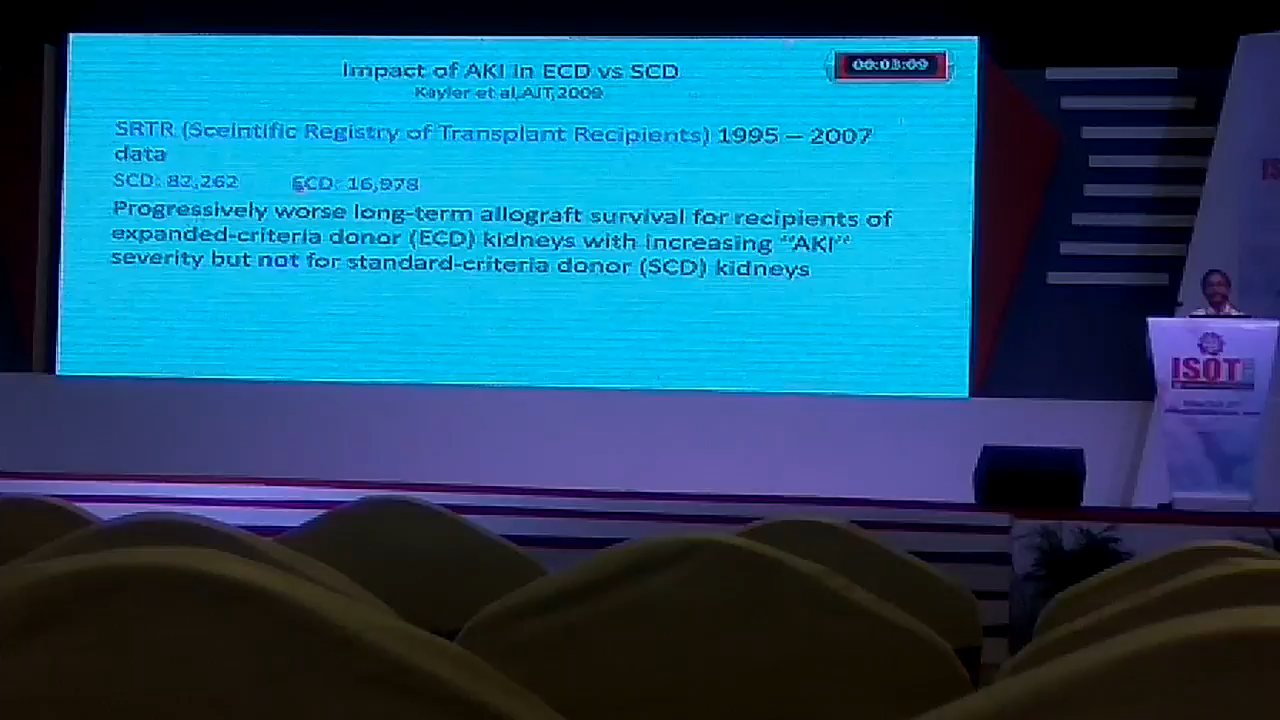 Impact of AKI in ECD vs SCD
00:03:00
Kayler et al,AJT,2009
SRTR (Sceintific Registry of Transplant Recipients) 1995 – 2007
data
SCD: 82,262 ECD: 16,978
Progressively worse long-term allograft survival for recipients of
expanded-criteria donor (ECD) kidneys with increasing “AKI”
severity but not for standard-criteria donor (SCD) kidneys
ISOT